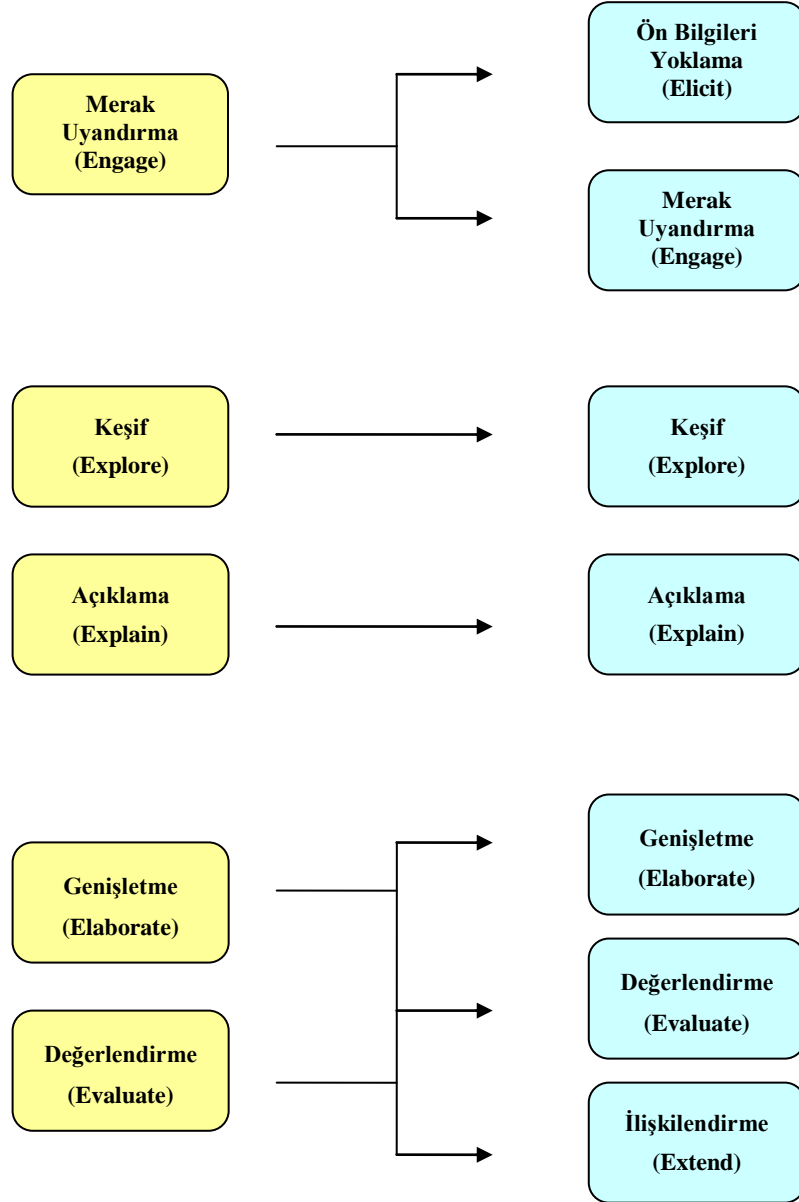 Ön Bilgileri
Yoklama
(Elicit)
Merak
Uyandırma
(Engage)
Merak
Uyandırma
(Engage)
Keşif
(Explore)
Keşif
(Explore)
Açıklama
(Explain)
Açıklama
(Explain)
Genişletme
(Elaborate)
Genişletme
(Elaborate)
Değerlendirme
(Evaluate)
Değerlendirme
(Evaluate)
İlişkilendirme
(Extend)